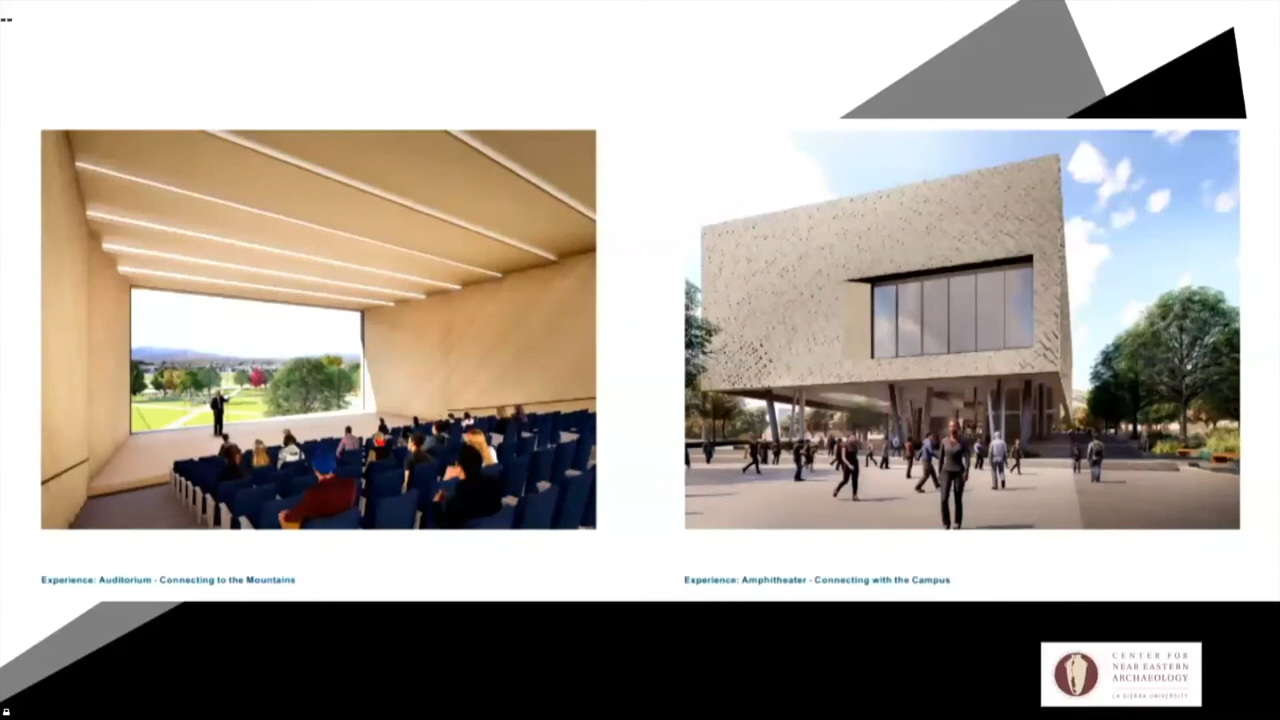 Experience: Auditorium - Connecting to the Mountains
Experience: Amphitheater - Connecting with the Campus
CENTER FOR
NEAR EASTERN
ARCHAEOLOGY
LA SIERRA UNIVERSITY